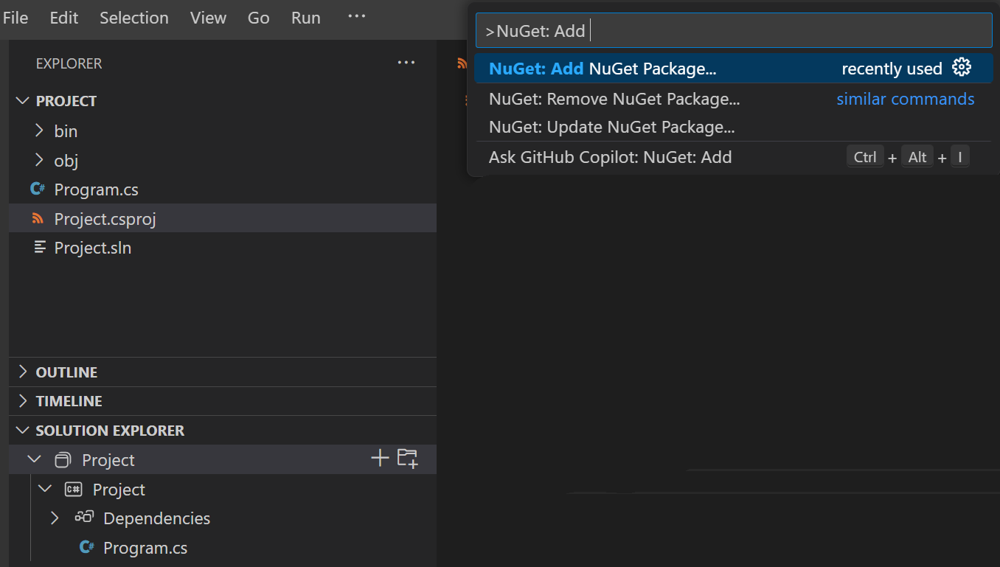 File Edit Selection View Go Run ...
>NuGet: Add
NuGet: Add NuGet Package... recently used
NuGet: Remove NuGet Package... similar commands
NuGet: Update NuGet Package...
Ask GitHub Copilot: NuGet: Add Ctrl + Alt + I
EXPLORER ...
PROJECT
bin
obj
C# Program.cs
Project.csproj
Project.sln
OUTLINE
TIMELINE
SOLUTION EXPLORER
Project
C# Project
Dependencies
C# Program.cs